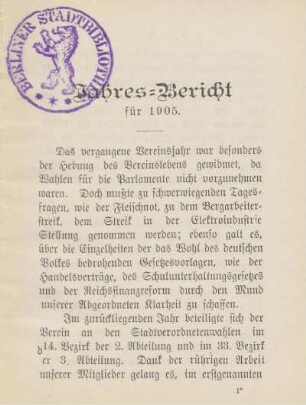 BERLINER STADTBIBLIOTHEK
Jahres-Bericht
für 1905.
Das vergangene Vereinsjahr war besonders
der Hebung des Vereinslebens gewidmet, da
Wahlen für die Parlamente nicht vorzunehmen
waren. Doch mußte zu schwerwiegenden Tages-
fragen, wie der Fleischnot, zu dem Bergarbeiter-
streik, dem Streik in der Elektroindustrie
Stellung genommen werden; ebenso galt es,
über die Einzelheiten der das Wohl des deutschen
Volkes bedrohenden Gesetzesvorlagen, wie der
Handelsverträge, des Schulunterhaltungsgesetzes
und der Reichsfinanzreform durch den Mund
unserer Abgeordneten Klarheit zu schaffen.
Im zurückliegenden Jahr beteiligte sich der
Verein an den Stadtverordnetenwahlen im
14. Bezirk der 2. Abteilung und im 33. Bezirk
der 3. Abteilung. Dank der rührigen Arbeit
unserer Mitglieder gelang es, im erstgenannten
1*